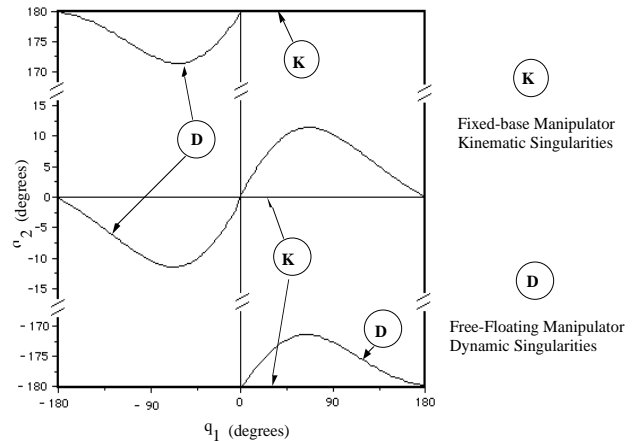 180
170
K
D
15
10
5
0
-5
-10
-15
K
-170
-175
-180
D
q2 (degrees)
- 180
- 90
0
90
180
q1 (degrees)
K
Fixed-base Manipulator
Kinematic Singularities
D
Free-Floating Manipulator
Dynamic Singularities